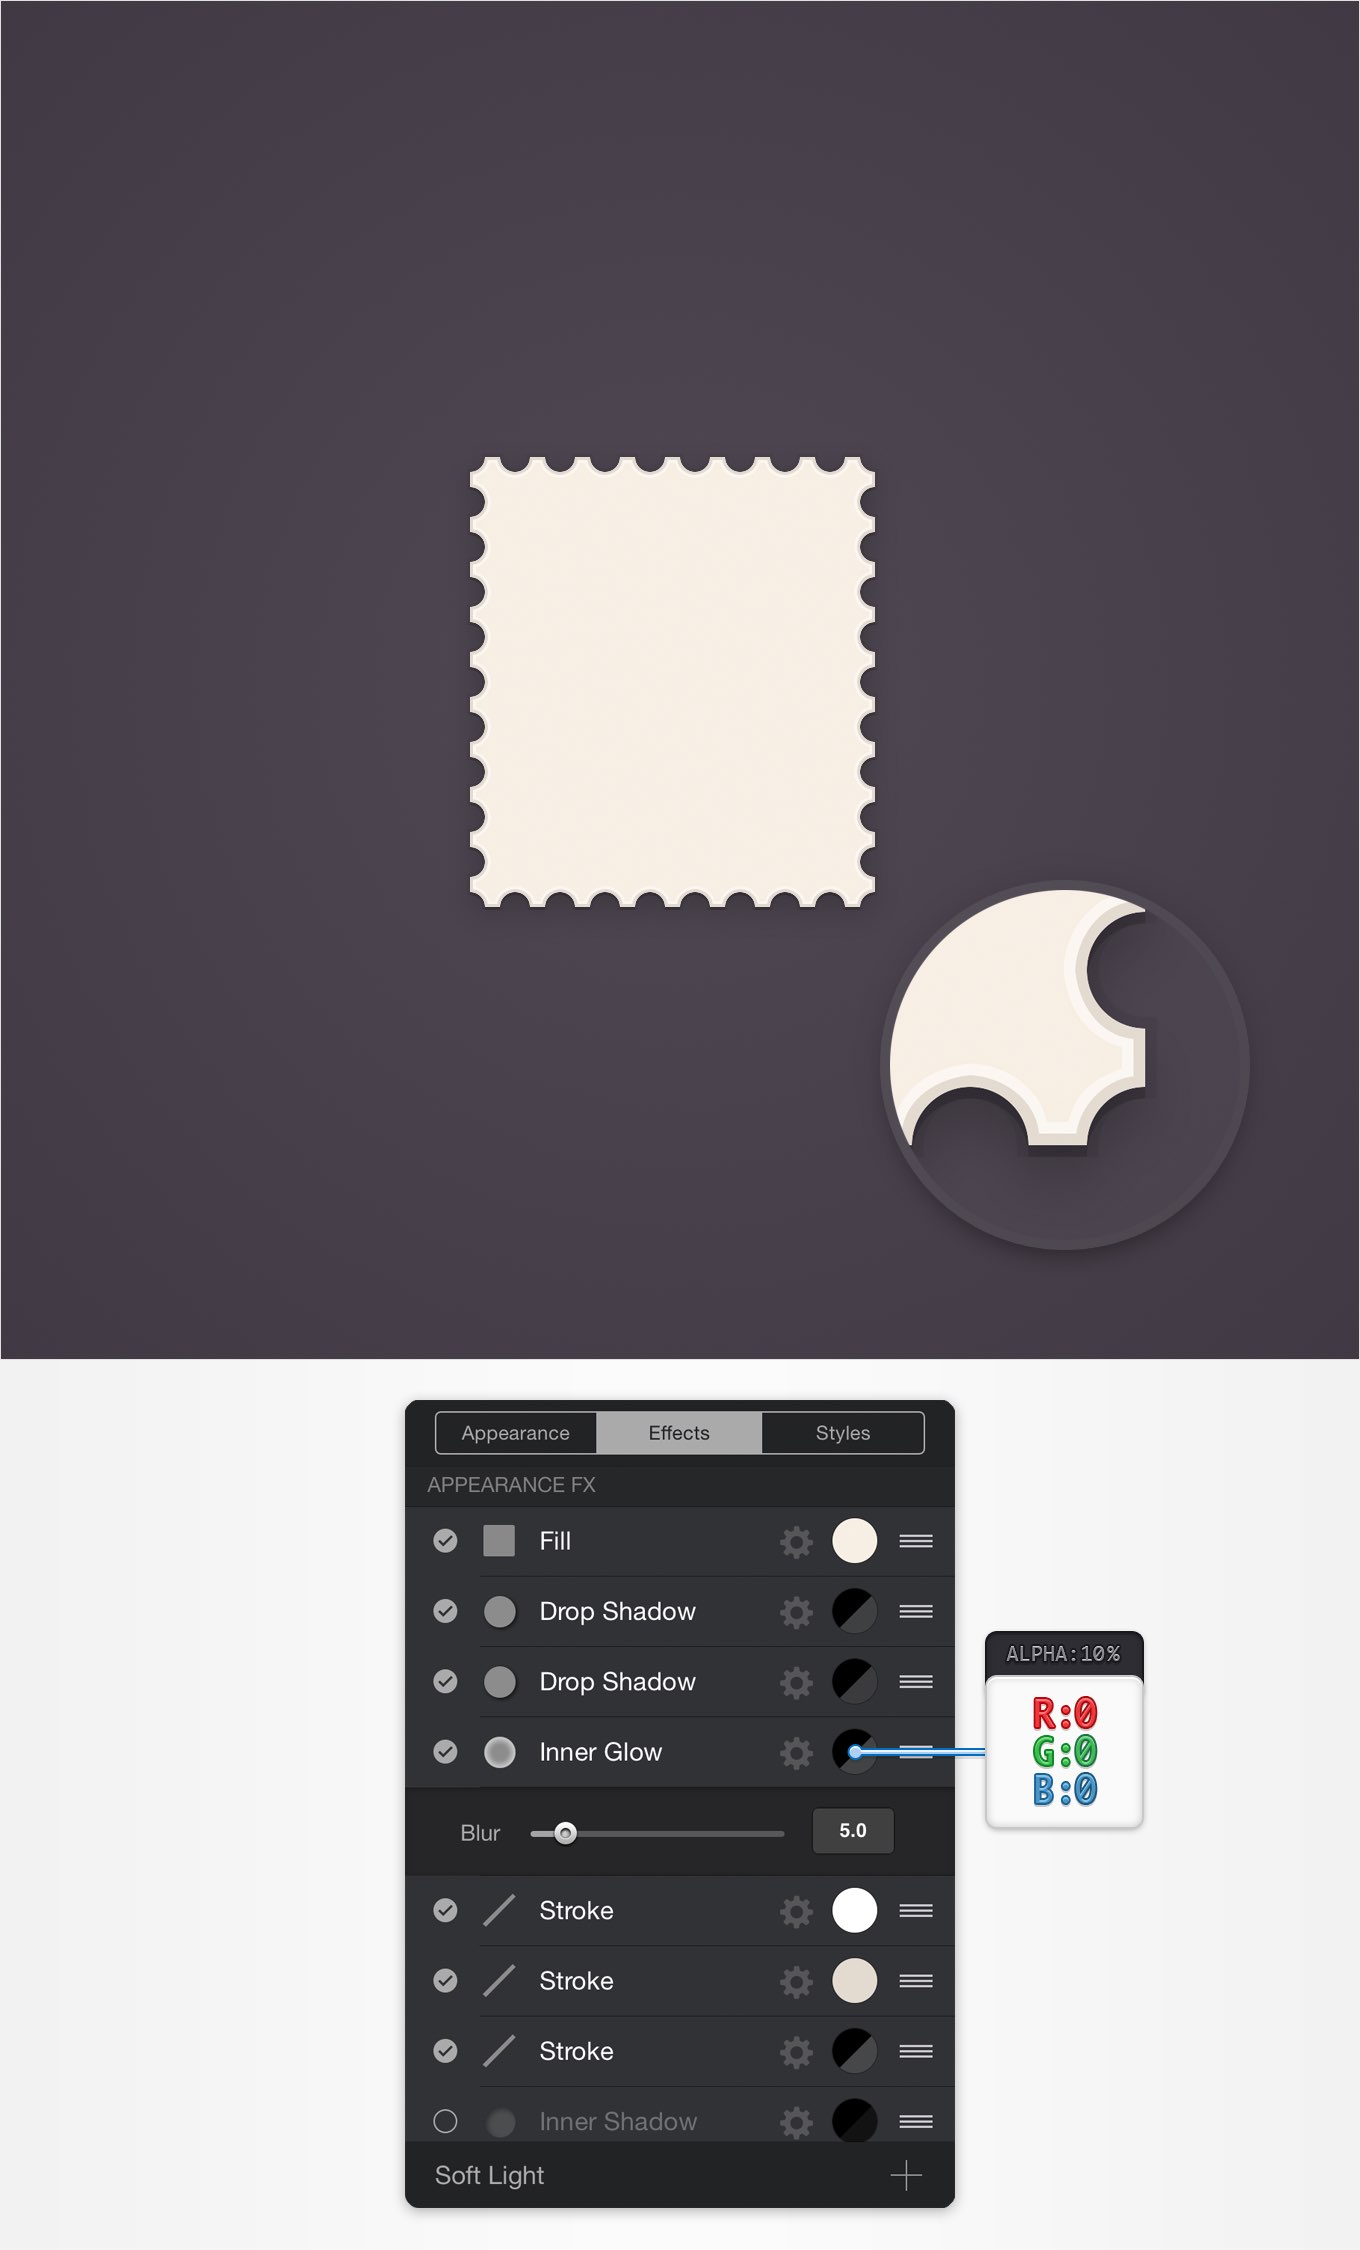 Appearance Effects Styles
APPEARANCE FX
Fill
Drop Shadow
Drop Shadow
Inner Glow
Blur 5.0
Stroke
Stroke
Stroke
Inner Shadow
Soft Light
ALPHA:10%
R:0
G:0
B:0